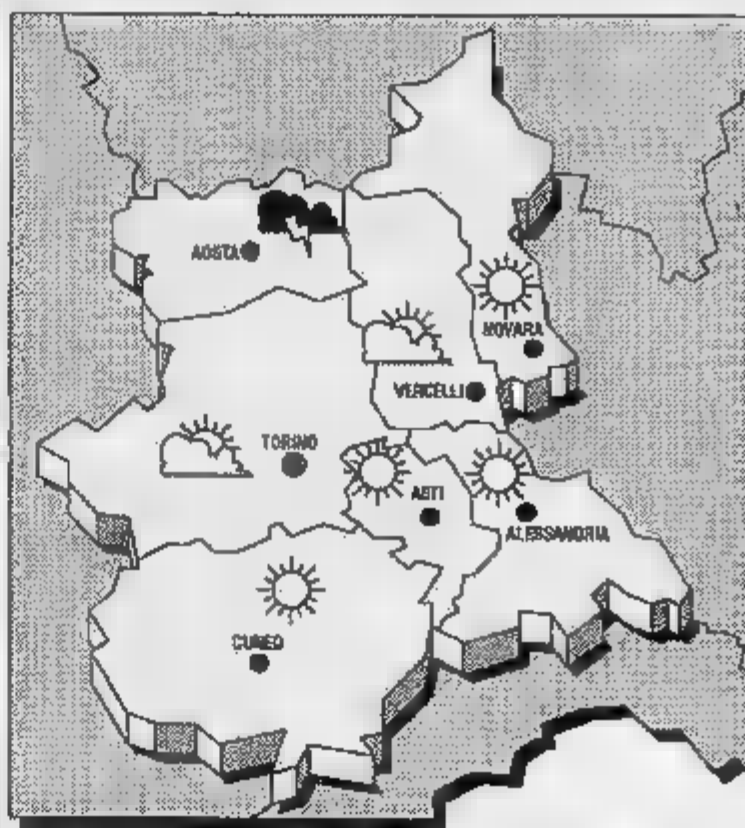 AOSTA
NOVARA
VERCELLI
TORINO
ASTI
ALESSANDRIA
CUNEO